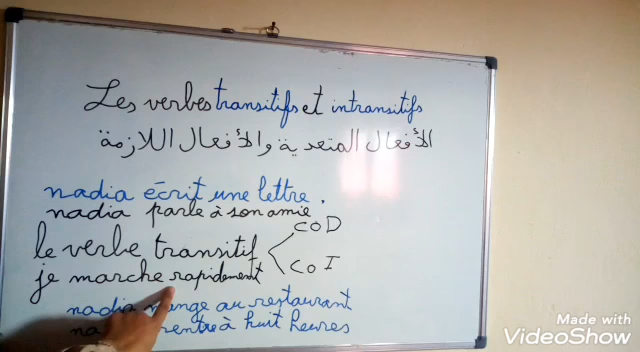 Les verbes transitifs et intransitifs
الأفعال المتعدية والأفعال اللازمة
nadia écrit une lettre.
nadia parle à son amie
COD
le verbe transitif
COI
je marche rapidement
nadia mange au restaurant
rentre à huit heures
Made with
VideoShow